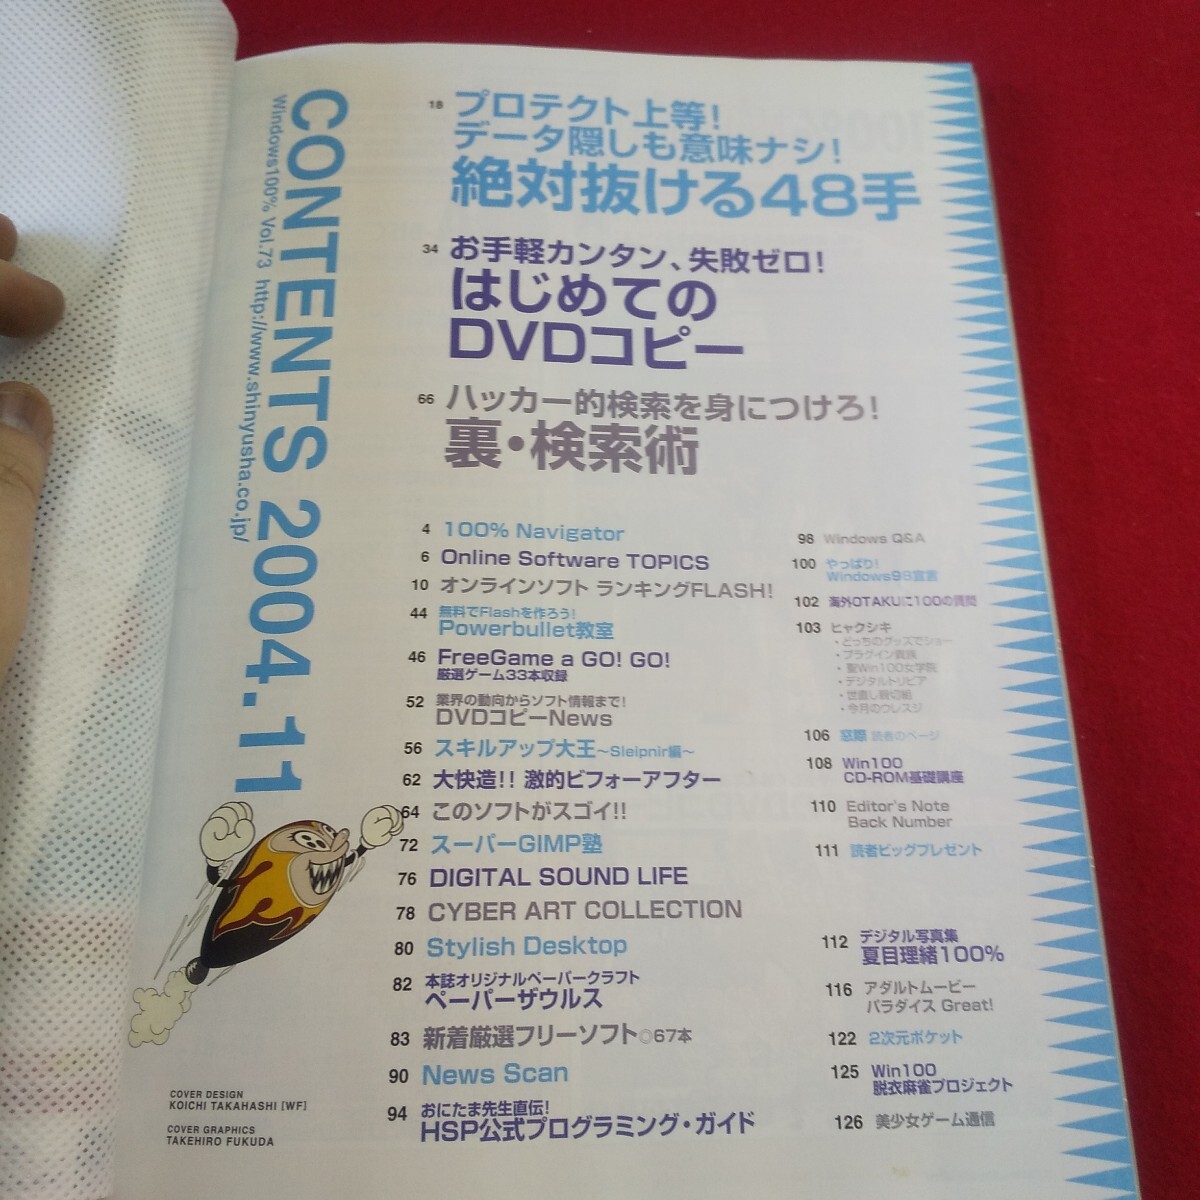 CONTENTS 2004.11
Windows100% Vol.73 http://www.shinyusha.co.jp/
18 プロテクト上等!
データ隠しも意味ナシ!
絶対抜ける48手
34 お手軽カンタン、失敗ゼロ!
はじめての
DVDコピー
66 ハッカー的検索を身につけろ!
裏・検索術
4 100% Navigator
6 Online Software TOPICS
10 オンラインソフト ランキングFLASH!
44 無料でFlashを作ろう!
Powerbullet教室
46 FreeGame a GO! GO!
厳選ゲーム33本収録
52 業界の動向からソフト情報まで!
DVDコピーNews
56 スキルアップ大王~Sleipnir編~
62 大快造!! 激的ビフォーアフター
64 このソフトがスゴイ!!
72 スーパーGIMP塾
76 DIGITAL SOUND LIFE
78 CYBER ART COLLECTION
80 Stylish Desktop
82 本誌オリジナルペーパークラフト
ペーパーザウルス
83 新着厳選フリーソフト◎67本
90 News Scan
94 おにたま先生直伝!
HSP公式プログラミング・ガイド
98 Windows Q&A
100 やっぱり!
Windows98宣言
102 海外OTAKUに100の質問
103 ヒャクシキ
・どっちのグッズでショー
・プラグイン貴族
・聖Win100女学院
・デジタルトリビア
・世直し親切組
・今月のウレスジ
106 窓際 読者のページ
108 Win100
CD-ROM基礎講座
110 Editor's Note
Back Number
111 読者ビッグプレゼント
112 デジタル写真集
夏目理緒100%
116 アダルトムービー
パラダイス Great!
122 2次元ポケット
125 Win100
脱衣麻雀プロジェクト
126 美少女ゲーム通信
COVER DESIGN
KOICHI TAKAHASHI [WF]
COVER GRAPHICS
TAKEHIRO FUKUDA